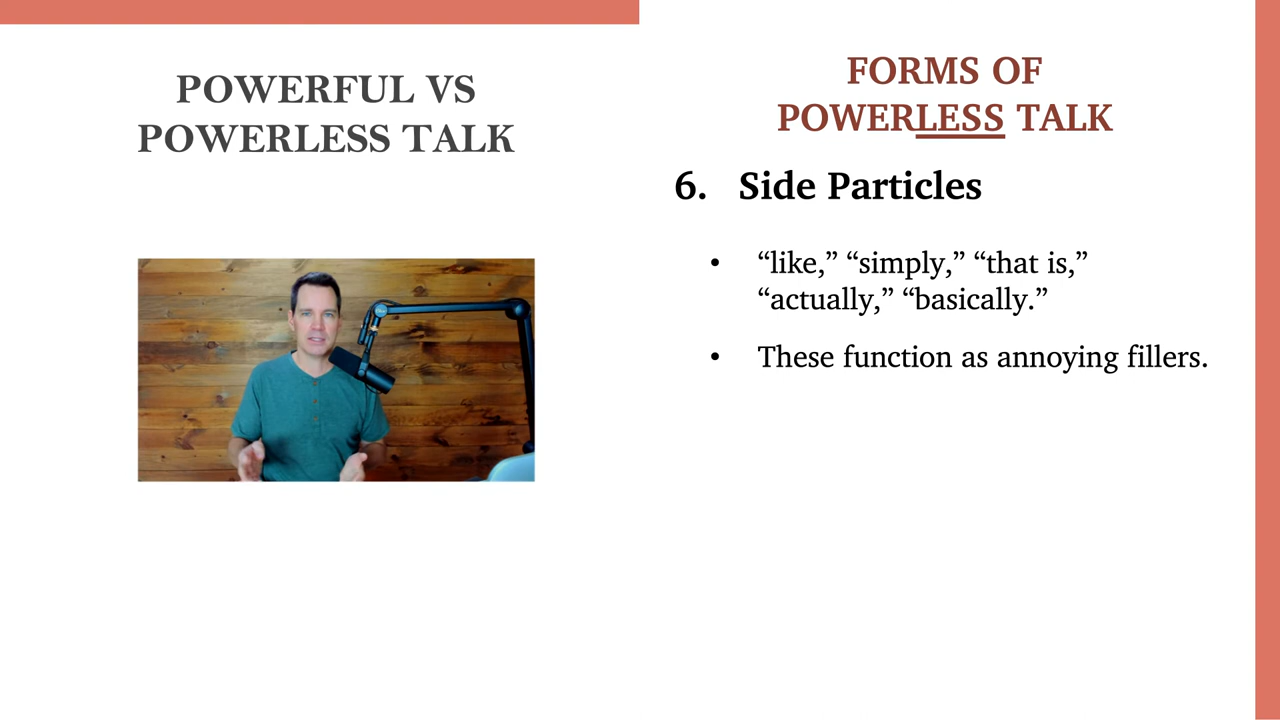 POWERFUL VS
POWERLESS TALK
FORMS OF
POWERLESS TALK
6. Side Particles
• “like,” “simply,” “that is,”
“actually,” “basically.”
• These function as annoying fillers.